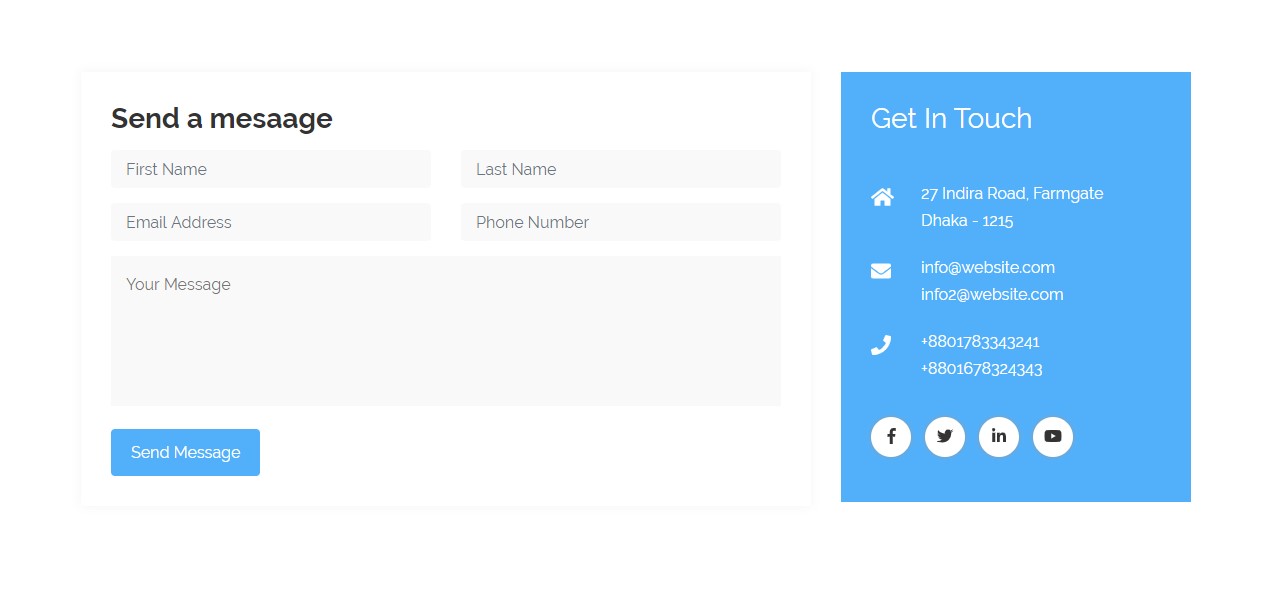 Send a mesaage
First Name
Last Name
Email Address
Phone Number
Your Message
Send Message
Get In Touch
27 Indira Road, Farmgate
Dhaka - 1215
info@website.com
info2@website.com
+8801783343241
+8801678324343